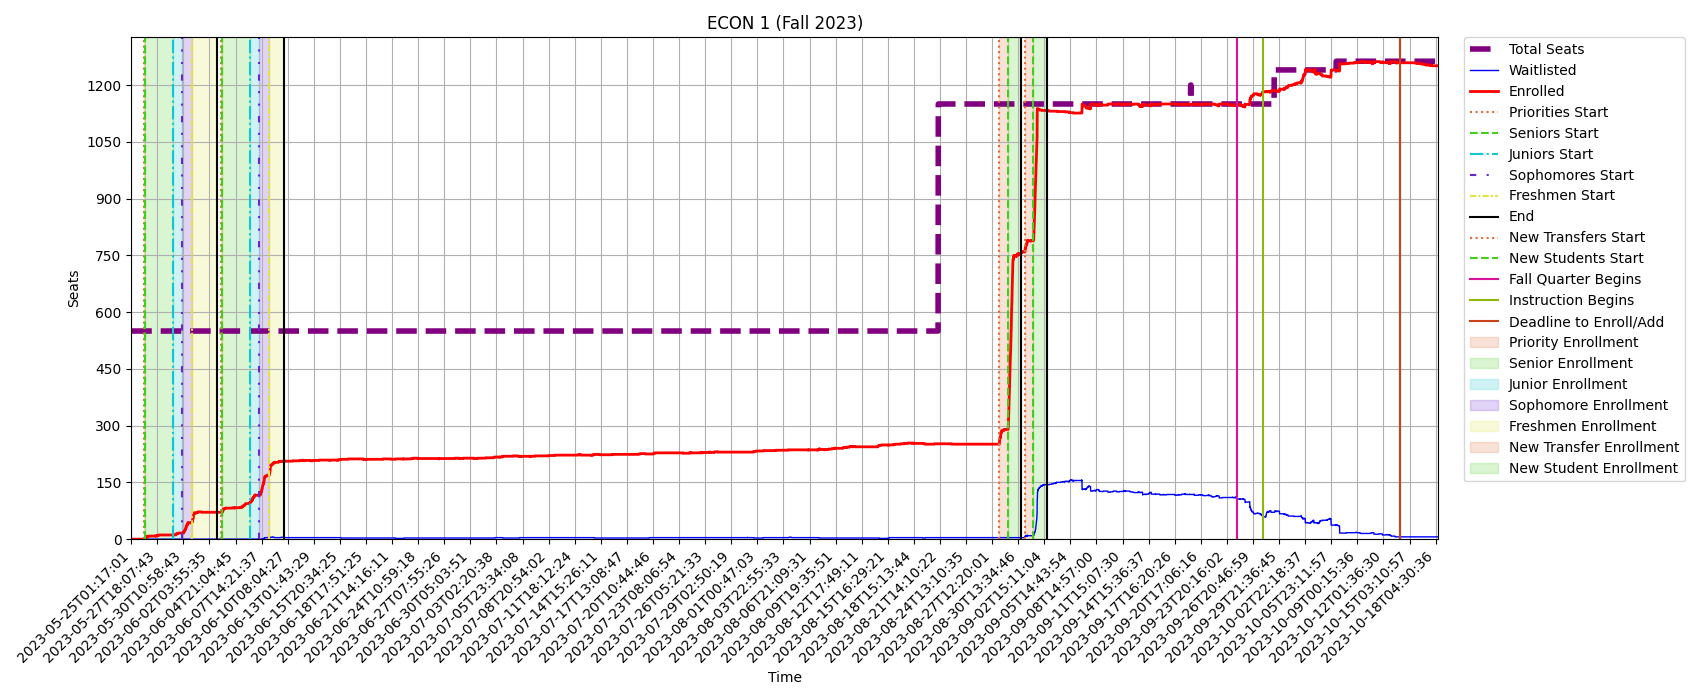 ECON 1 (Fall 2023)
Seats
1200
1050
900
750
600
450
300
150
0
2023-05-25T01:17:01
2023-05-27T18:07:43
2023-05-30T10:58:43
2023-06-02T03:55:35
2023-06-04T21:04:45
2023-06-07T14:21:37
2023-06-10T08:04:27
2023-06-13T01:43:29
2023-06-15T20:34:25
2023-06-18T17:51:25
2023-06-21T14:16:11
2023-06-24T10:59:18
2023-06-27T07:55:26
2023-06-30T05:03:51
2023-07-03T02:20:38
2023-07-05T23:34:08
2023-07-08T20:54:02
2023-07-11T18:12:24
2023-07-14T15:26:11
2023-07-17T13:08:47
2023-07-20T10:44:46
2023-07-23T08:06:54
2023-07-26T05:21:33
2023-07-29T02:50:19
2023-08-01T00:47:03
2023-08-03T22:55:33
2023-08-06T21:09:31
2023-08-09T19:35:51
2023-08-12T17:49:11
2023-08-15T16:29:21
2023-08-18T15:13:44
2023-08-21T14:10:22
2023-08-24T13:10:35
2023-08-27T12:20:01
2023-08-30T13:34:46
2023-09-02T15:11:04
2023-09-05T14:43:54
2023-09-08T14:57:00
2023-09-11T15:07:30
2023-09-14T15:36:37
2023-09-17T16:20:26
2023-09-20T17:06:16
2023-09-23T20:16:02
2023-09-26T20:46:59
2023-09-29T21:36:45
2023-10-02T22:18:37
2023-10-05T23:11:57
2023-10-09T00:15:36
2023-10-12T01:36:30
2023-10-15T03:10:57
2023-10-18T04:30:36
Time
Total Seats
Waitlisted
Enrolled
Priorities Start
Seniors Start
Juniors Start
Sophomores Start
Freshmen Start
End
New Transfers Start
New Students Start
Fall Quarter Begins
Instruction Begins
Deadline to Enroll/Add
Priority Enrollment
Senior Enrollment
Junior Enrollment
Sophomore Enrollment
Freshmen Enrollment
New Transfer Enrollment
New Student Enrollment